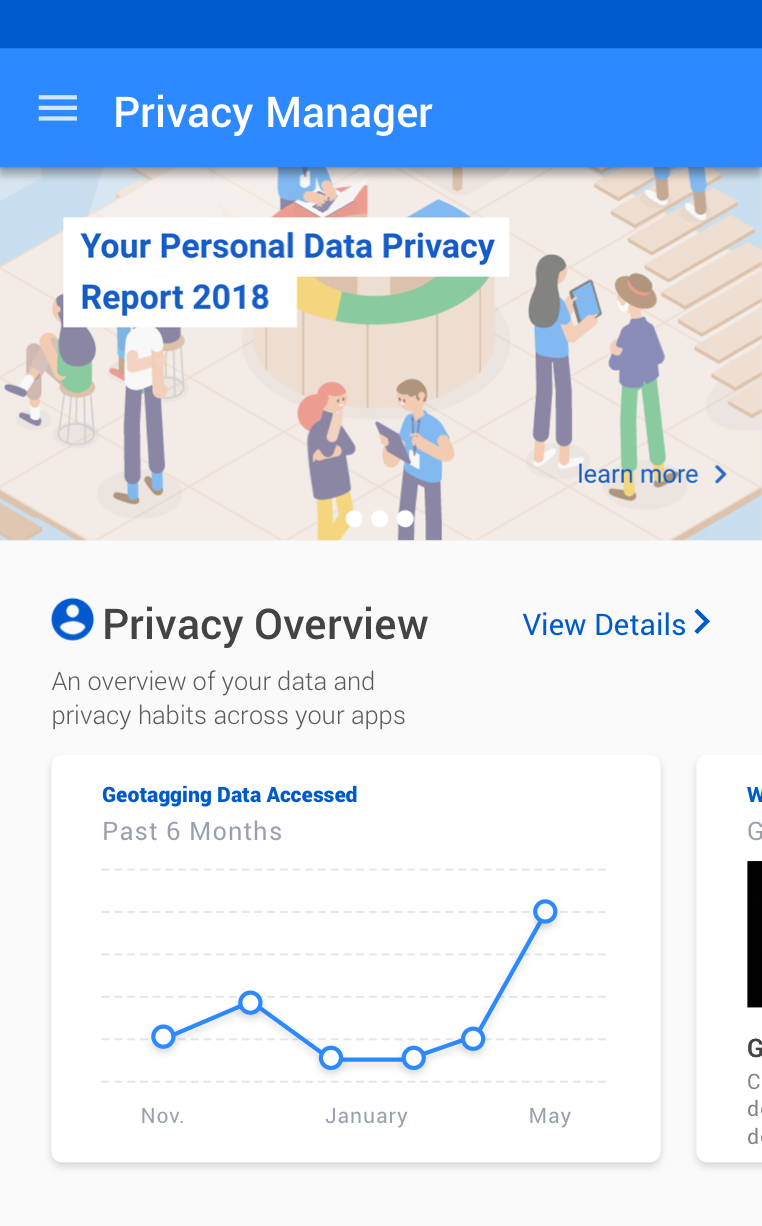 Privacy Manager
Your Personal Data Privacy
Report 2018
learn more
Privacy Overview
View Details
An overview of your data and
privacy habits across your apps
Geotagging Data Accessed
Past 6 Months
Nov.
January
May